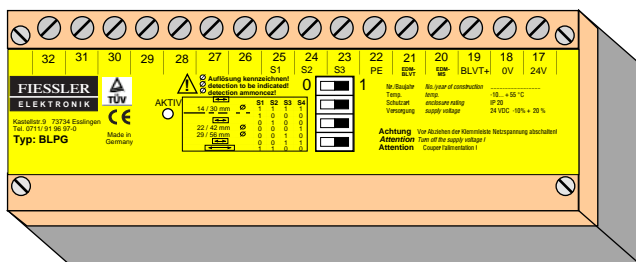 32 31 30 29 28 27 26 25 24 23 22 21 20 19 18 17
S1 S2 S3 PE EDM-BLVT EDM-MS BLVT+ 0V 24V
FIESSLER
ELEKTRONIK
TÜV
Kastellstr.9 73734 Esslingen
Tel. 0711/ 91 96 97-0
Typ: BLPG
Made in
Germany
AKTIV
Auflösung kennzeichnen!
detection to be indicated!
detection ammoncez!
0 1
S1 S2 S3 S4
14 / 30 mm ø 1 1 1 1
22 / 42 mm ø
29 / 56 mm ø
Nr./Baujahr No./year of construction
Temp. temp. -10... + 55 °C
Schutzart enclosure rating IP 20
Versorgung supply voltage 24 VDC -10% + 20 %
Achtung Vor Abziehen der Klemmleiste Netzspannung abschalten!
Attention Turn off the supply voltage !
Attention Couper l'alimentation !